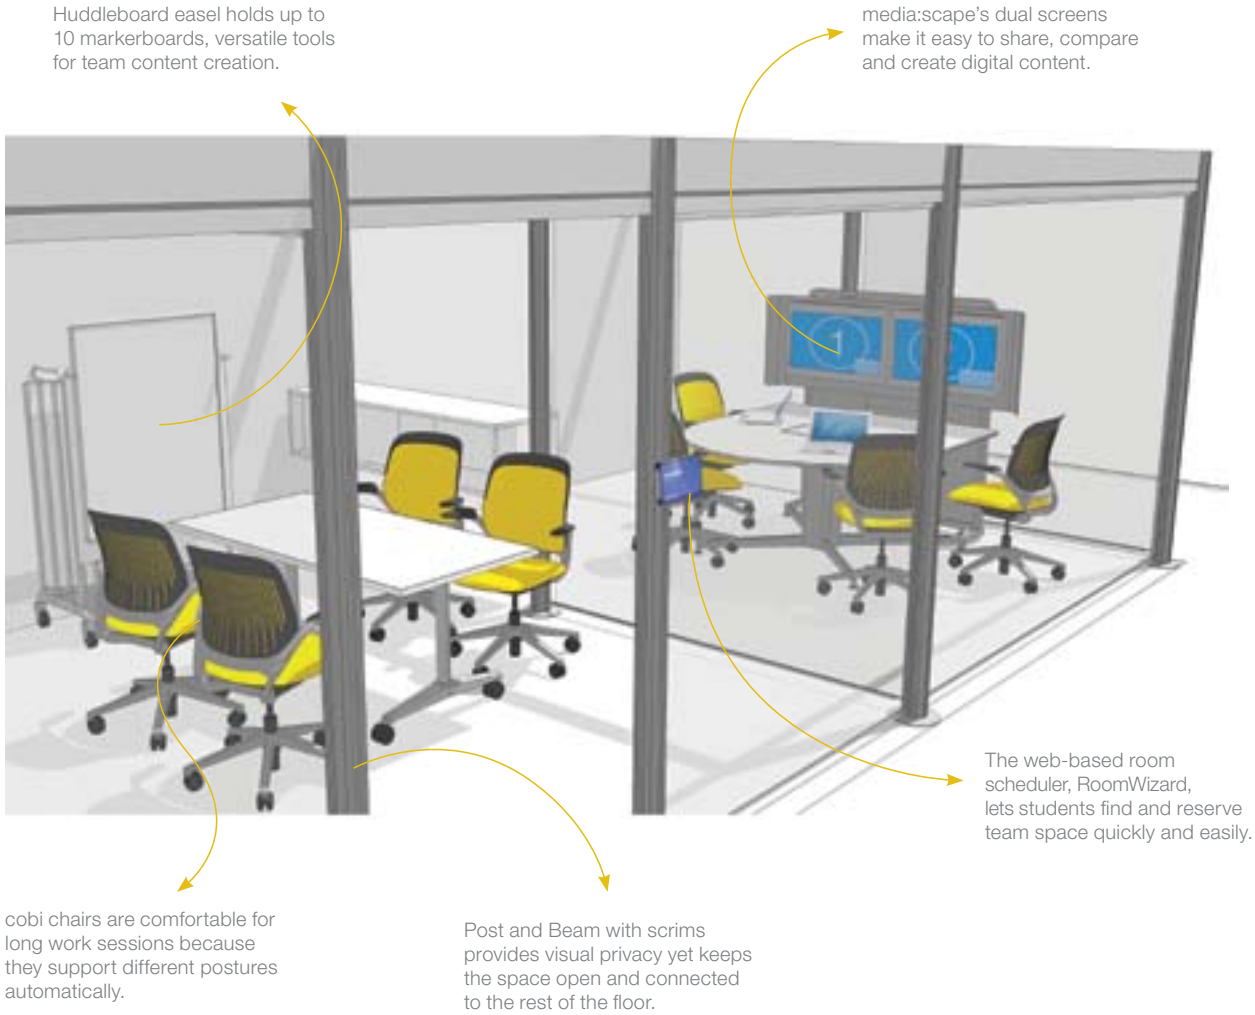 Huddleboard easel holds up to
10 markerboards, versatile tools
for team content creation.
media:scape’s dual screens
make it easy to share, compare
and create digital content.
1
The web-based room
scheduler, RoomWizard,
lets students find and reserve
team space quickly and easily.
cobi chairs are comfortable for
long work sessions because
they support different postures
automatically.
Post and Beam with scrims
provides visual privacy yet keeps
the space open and connected
to the rest of the floor.